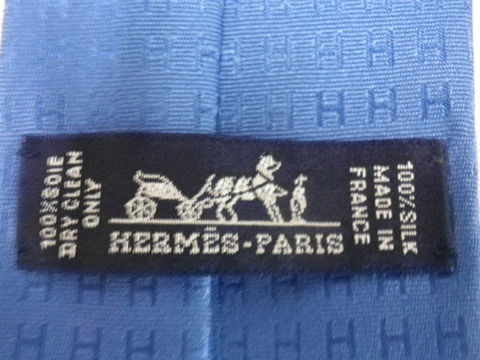 100% SOIE
DRY CLEAN
ONLY
HERMÈS-PARIS
100% SILK
MADE IN
FRANCE